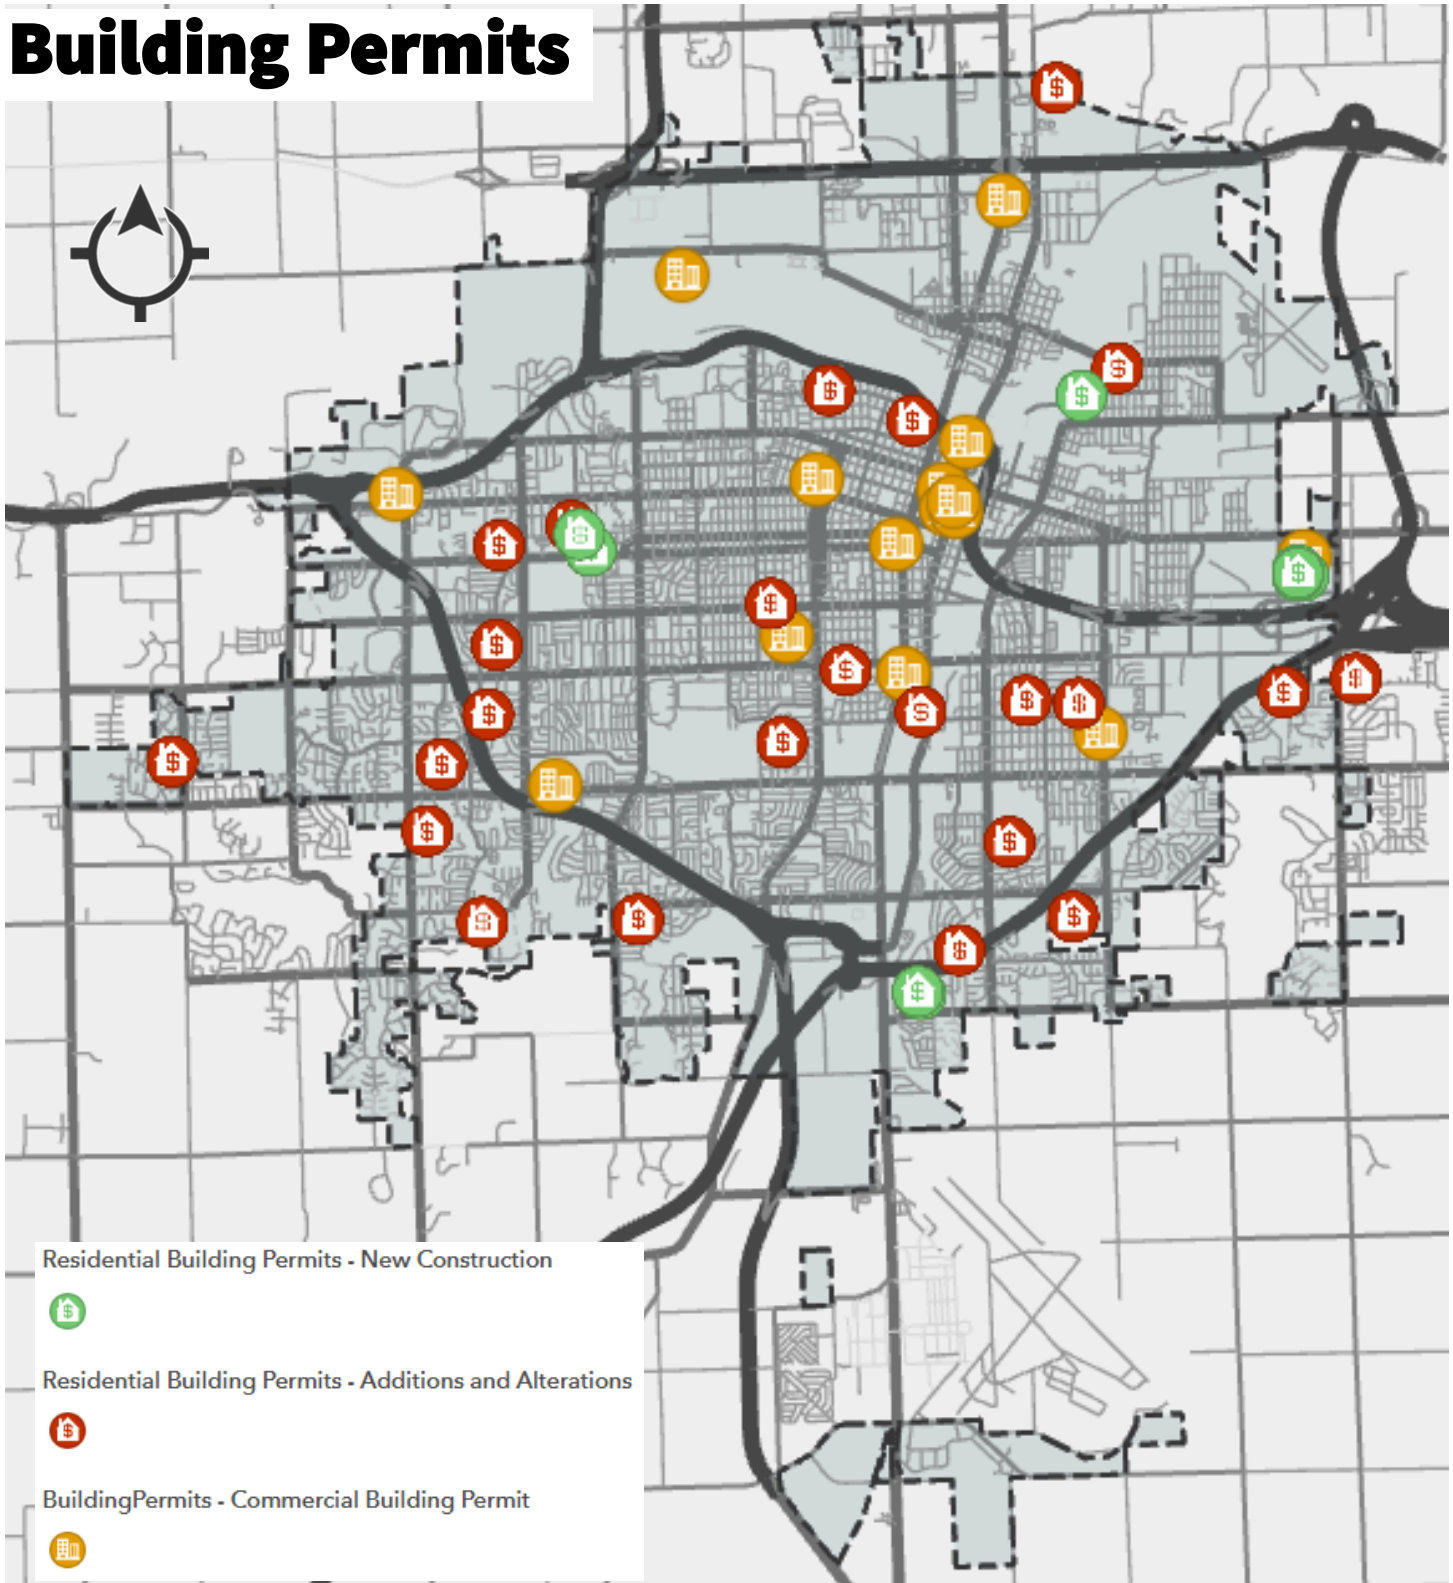 Building Permits
Residential Building Permits - New Construction
$
Residential Building Permits - Additions and Alterations
$
BuildingPermits - Commercial Building Permit